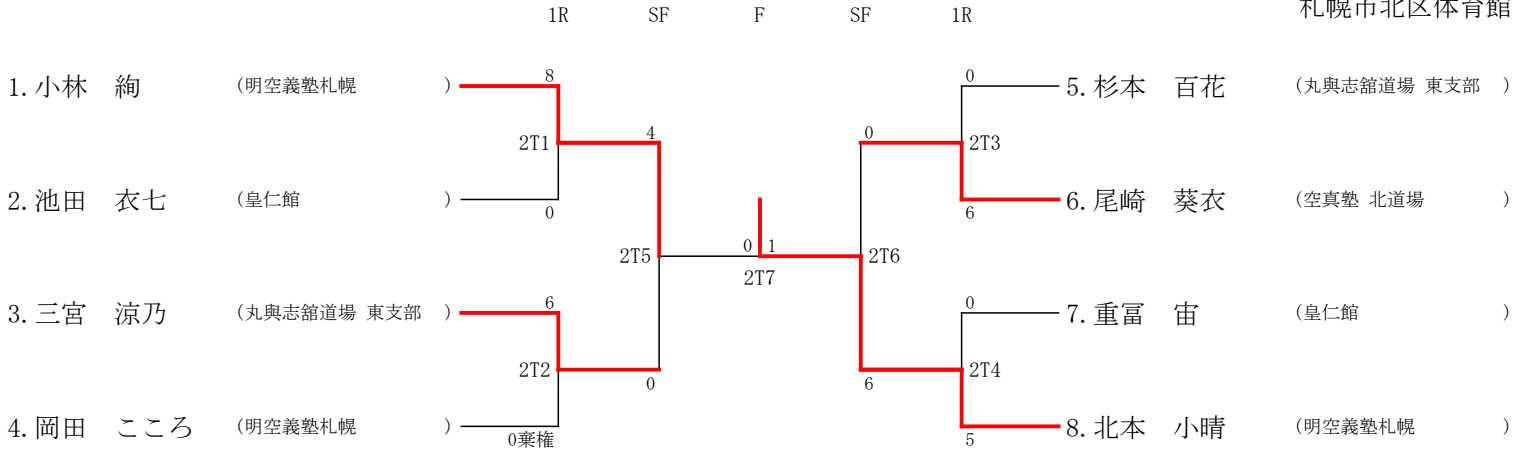 札幌市北区体育館
1R SF F SF 1R
8 0
1. 小林 絢 (明空義塾札幌 ) 5. 杉本 百花 (丸興志舘道場 東支部 )
2T1 4 0 2T3
2. 池田 衣七 (皇仁館 ) 0 6 6. 尾崎 葵衣 (空真塾 北道場 )
2T5 0 1 2T6
2T7
6 0
3. 三宮 涼乃 (丸興志舘道場 東支部 ) 7. 重冨 宙 (皇仁館 )
2T2 0 6 2T4
4. 岡田 こころ (明空義塾札幌 ) 0棄権 5 8. 北本 小晴 (明空義塾札幌 )